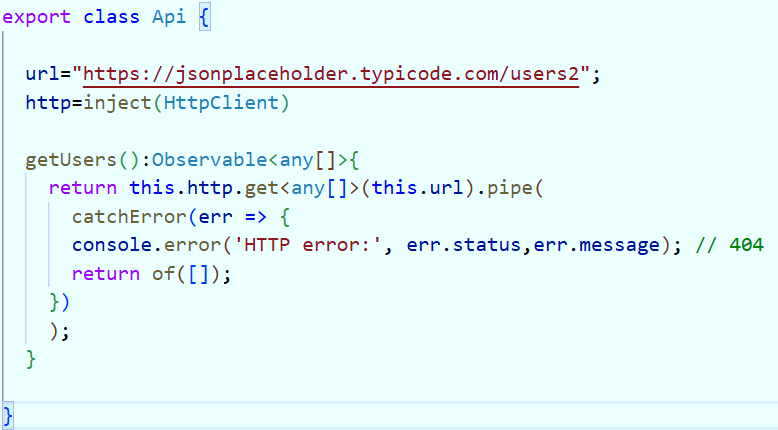 export class Api {
url="https://jsonplaceholder.typicode.com/users2";
http=inject(HttpClient)
getUsers():Observable<any[]>{
return this.http.get<any[]>(this.url).pipe(
catchError(err => {
console.error('HTTP error:', err.status,err.message); // 404
return of([]);
})
);
}
}